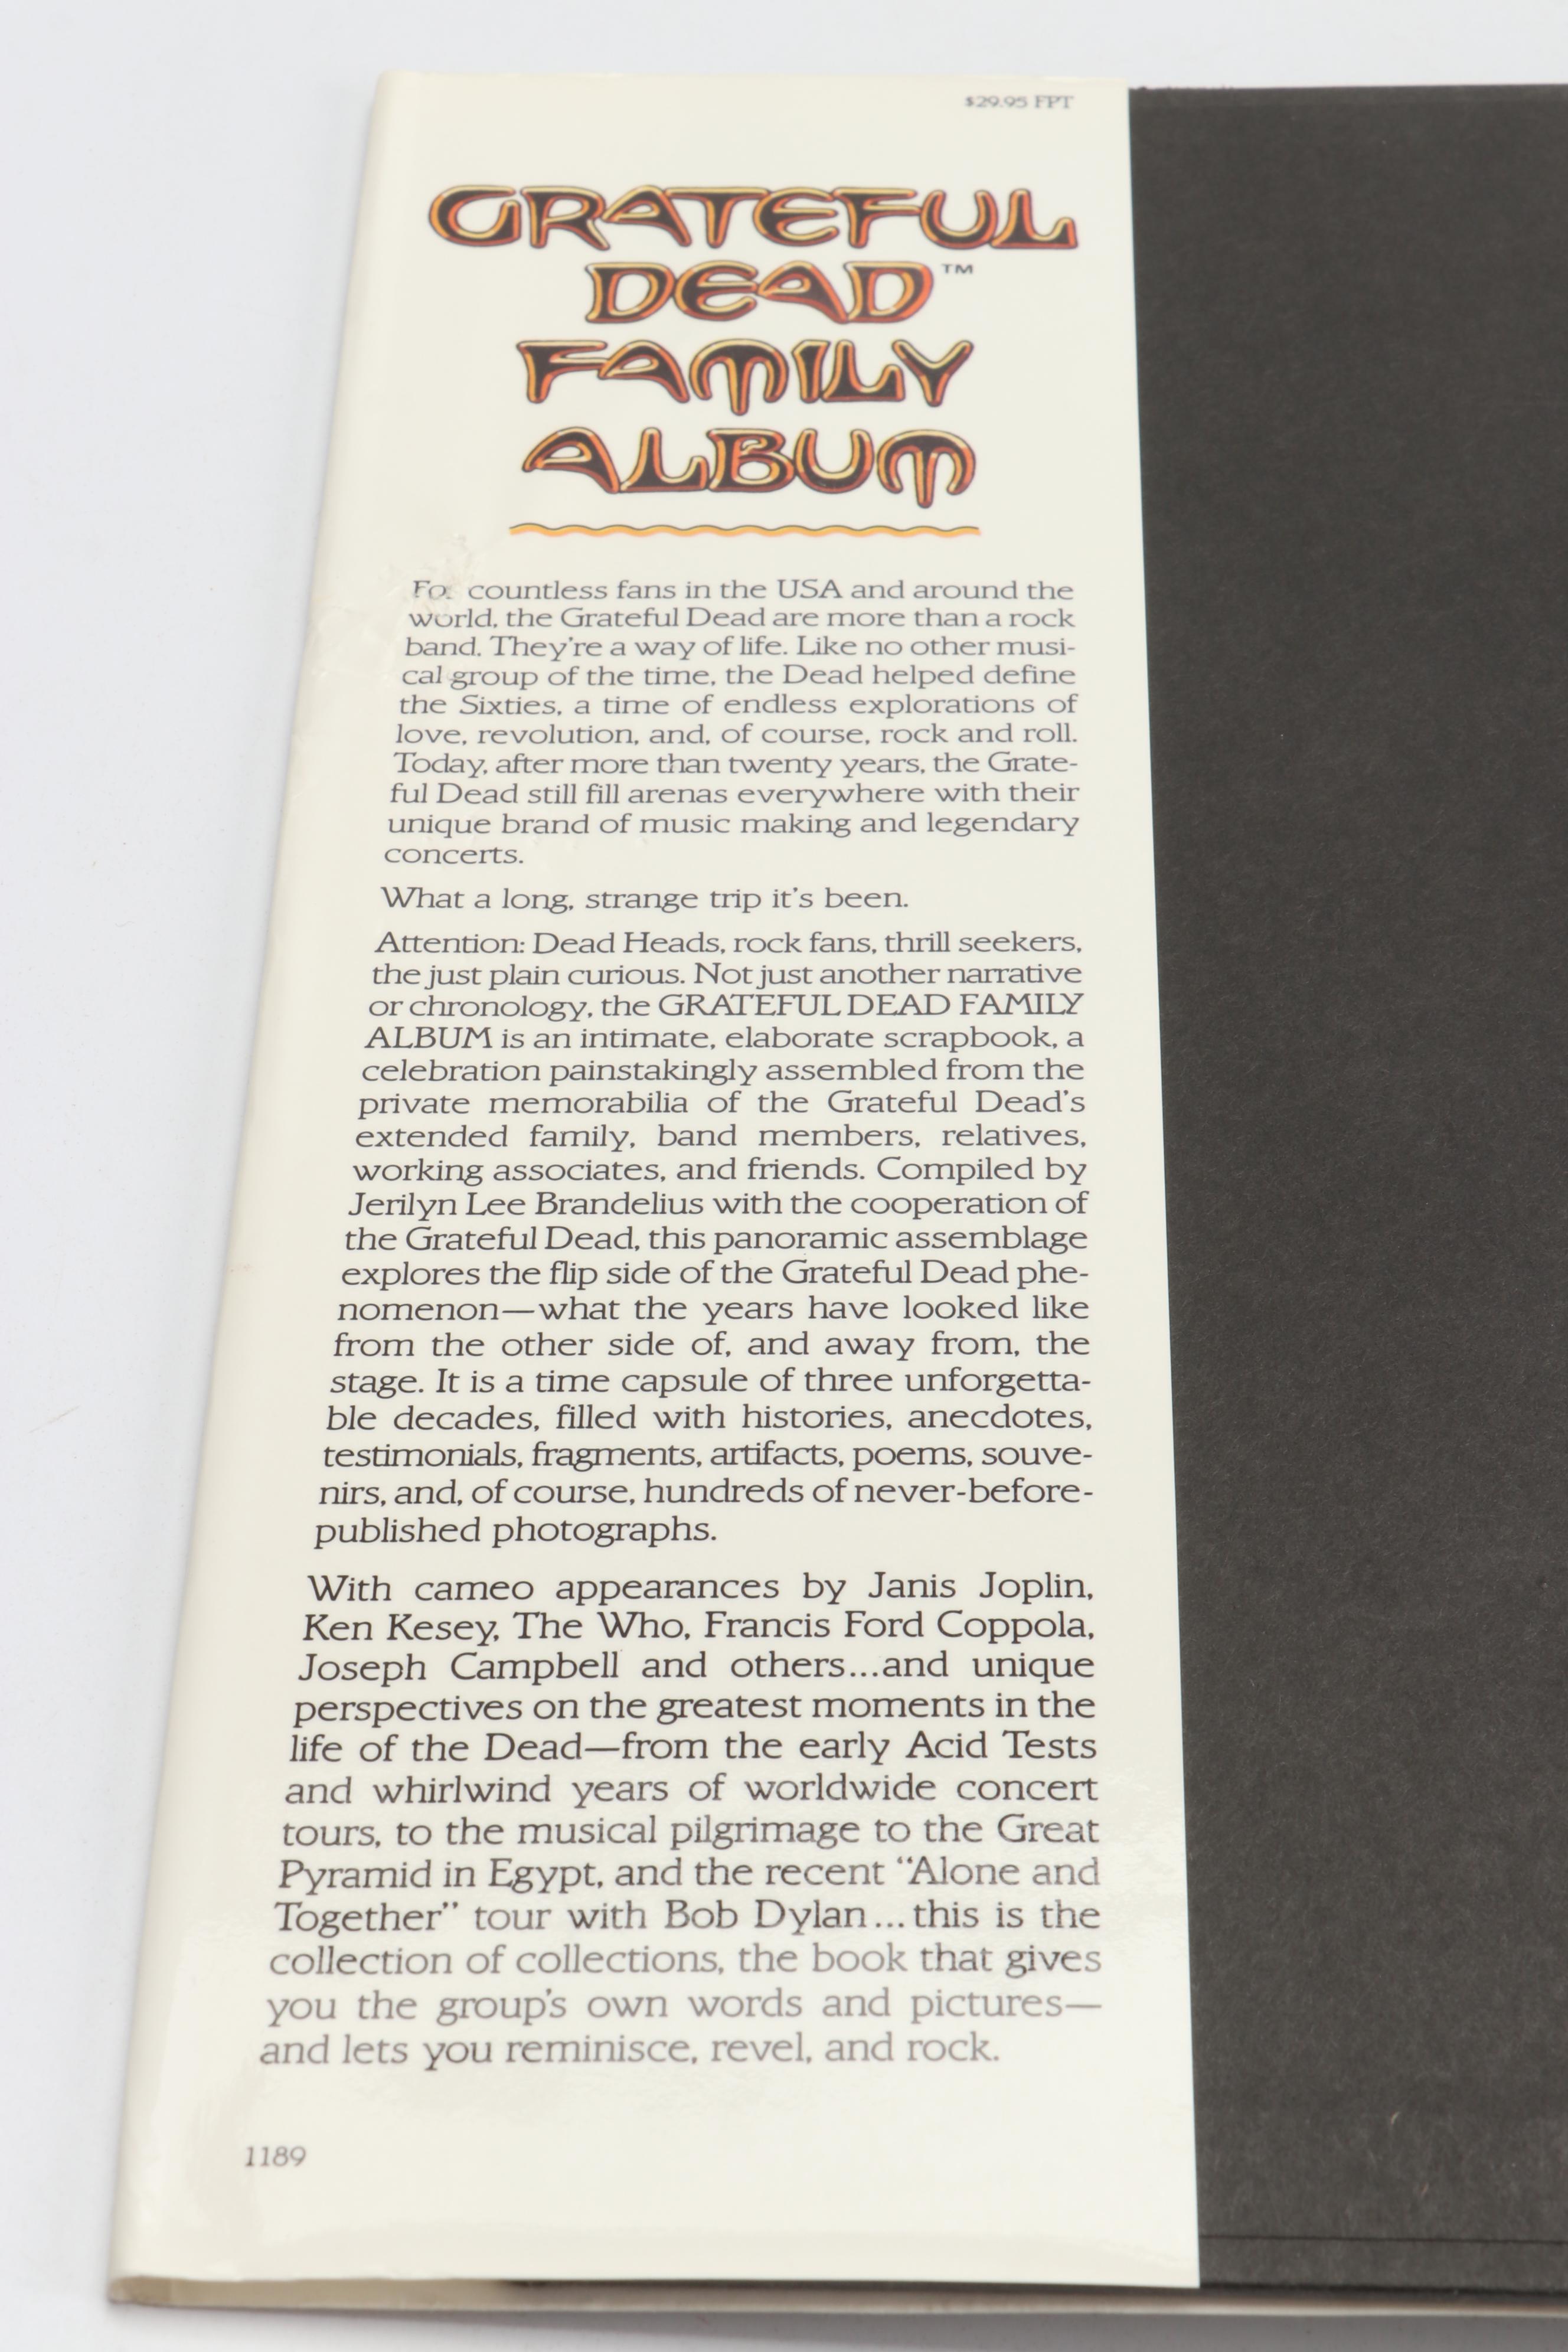 $29.95 FPT
GRATEFUL
DEAD™
FAMILY
ALBUM
For countless fans in the USA and around the
world, the Grateful Dead are more than a rock
band. They're a way of life. Like no other musi-
cal group of the time, the Dead helped define
the Sixties, a time of endless explorations of
love, revolution, and, of course, rock and roll.
Today, after more than twenty years, the Grate-
ful Dead still fill arenas everywhere with their
unique brand of music making and legendary
concerts.
What a long, strange trip it's been.
Attention: Dead Heads, rock fans, thrill seekers,
the just plain curious. Not just another narrative
or chronology, the GRATEFUL DEAD FAMILY
ALBUM is an intimate, elaborate scrapbook, a
celebration painstakingly assembled from the
private memorabilia of the Grateful Dead's
extended family, band members, relatives,
working associates, and friends. Compiled by
Jerilyn Lee Brandelius with the cooperation of
the Grateful Dead, this panoramic assemblage
explores the flip side of the Grateful Dead phe-
nomenon—what the years have looked like
from the other side of, and away from, the
stage. It is a time capsule of three unforgetta-
ble decades, filled with histories, anecdotes,
testimonials, fragments, artifacts, poems, souve-
nirs, and, of course, hundreds of never-before-
published photographs.
With cameo appearances by Janis Joplin,
Ken Kesey, The Who, Francis Ford Coppola,
Joseph Campbell and others...and unique
perspectives on the greatest moments in the
life of the Dead—from the early Acid Tests
and whirlwind years of worldwide concert
tours, to the musical pilgrimage to the Great
Pyramid in Egypt, and the recent "Alone and
Together" tour with Bob Dylan...this is the
collection of collections, the book that gives
you the group's own words and pictures—
and lets you reminisce, revel, and rock.
1189